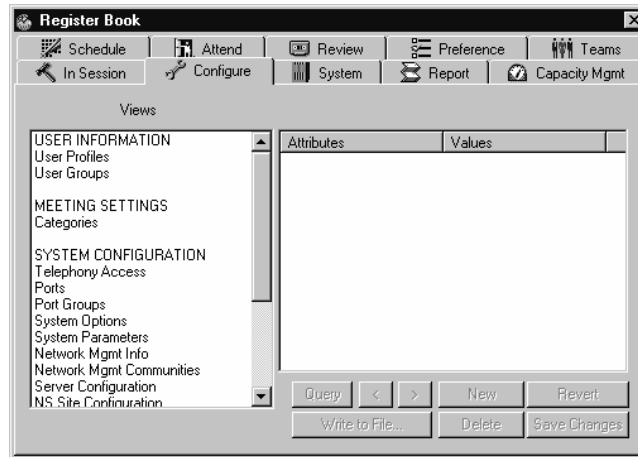 Register Book
Schedule
Attend
Review
Preference
Teams
In Session
Configure
System
Report
Capacity Mgmt
Views
USER INFORMATION
User Profiles
User Groups
MEETING SETTINGS
Categories
SYSTEM CONFIGURATION
Telephony Access
Ports
Port Groups
System Options
System Parameters
Network Mgmt Info
Network Mgmt Communities
Server Configuration
NS Site Configuration
Attributes
Values
Query
<
>
New
Revert
Write to File...
Delete
Save Changes